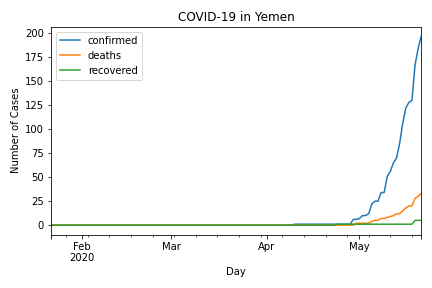 COVID-19 in Yemen
confirmed
deaths
recovered
Number of Cases
200
175
150
125
100
75
50
25
0
Feb
2020
Mar
Apr
May
Day